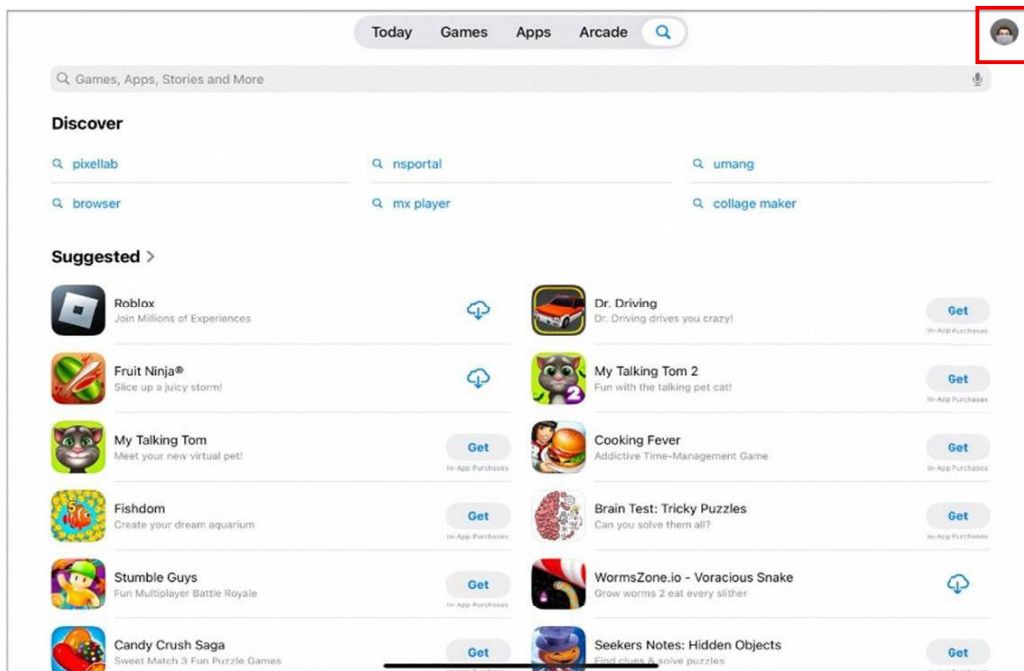 Today Games Apps Arcade
Games, Apps, Stories and More
Discover
pixellab nsportal umang
browser mx player collage maker
Suggested
Roblox
Join Millions of Experiences
Dr. Driving
Dr. Driving drives you crazy!
Get
In-App Purchases
Fruit Ninja®
Slice up a juicy storm!
2
My Talking Tom 2
Fun with the talking pet cat!
Get
In-App Purchases
My Talking Tom
Meet your new virtual pet!
Get
In-App Purchases
Cooking Fever
Addictive Time-Management Game
Get
In-App Purchases
5
Fishdom
Create your dream aquarium
Get
In-App Purchases
Brain Test: Tricky Puzzles
Can you solve them all?
Get
In-App Purchases
Stumble Guys
Fun Multiplayer Battle Royale
Get
In-App Purchases
WormsZone.io - Voracious Snake
Grow worms 2 eat every slither
Candy Crush Saga
Sweet Match 3 Fun Puzzle Games
Get
Seekers Notes: Hidden Objects
Find clues & solve puzzles
Get